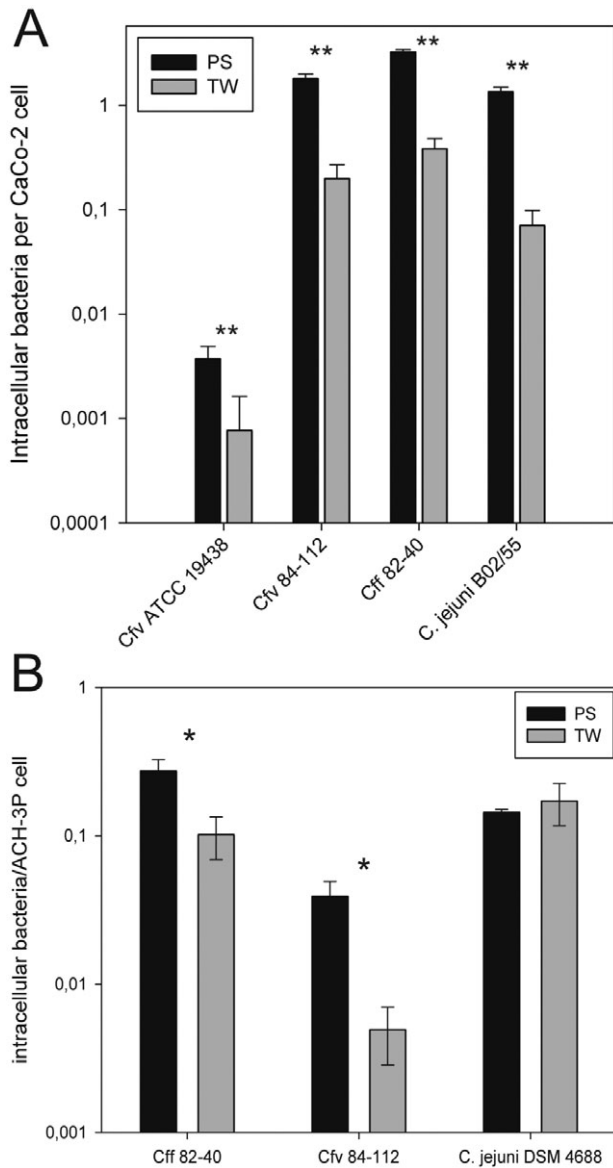 A
PS
TW
** ** ** **
1
0,1
0,01
0,001
0,0001
Intracellular bacteria per CaCo-2 cell
Cfv ATCC 19438
Cfv 84-112
Cff 82-40
C. jejuni B02/55
B
PS
TW
* *
1
0,1
0,01
0,001
intracellular bacteria/ACH-3P cell
Cff 82-40 Cfv 84-112 C. jejuni DSM 4688